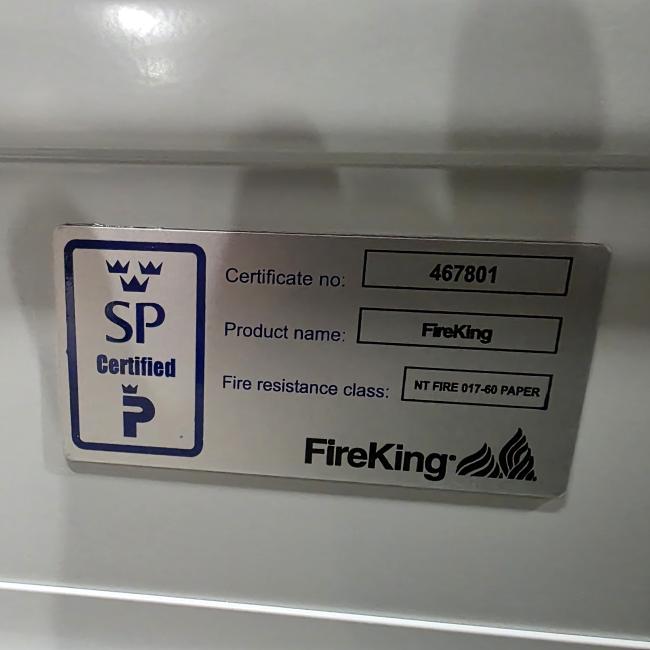 SP
Certified
P
Certificate no: 467801
Product name: FireKing
Fire resistance class: NT FIRE 017-60 PAPER
FireKing